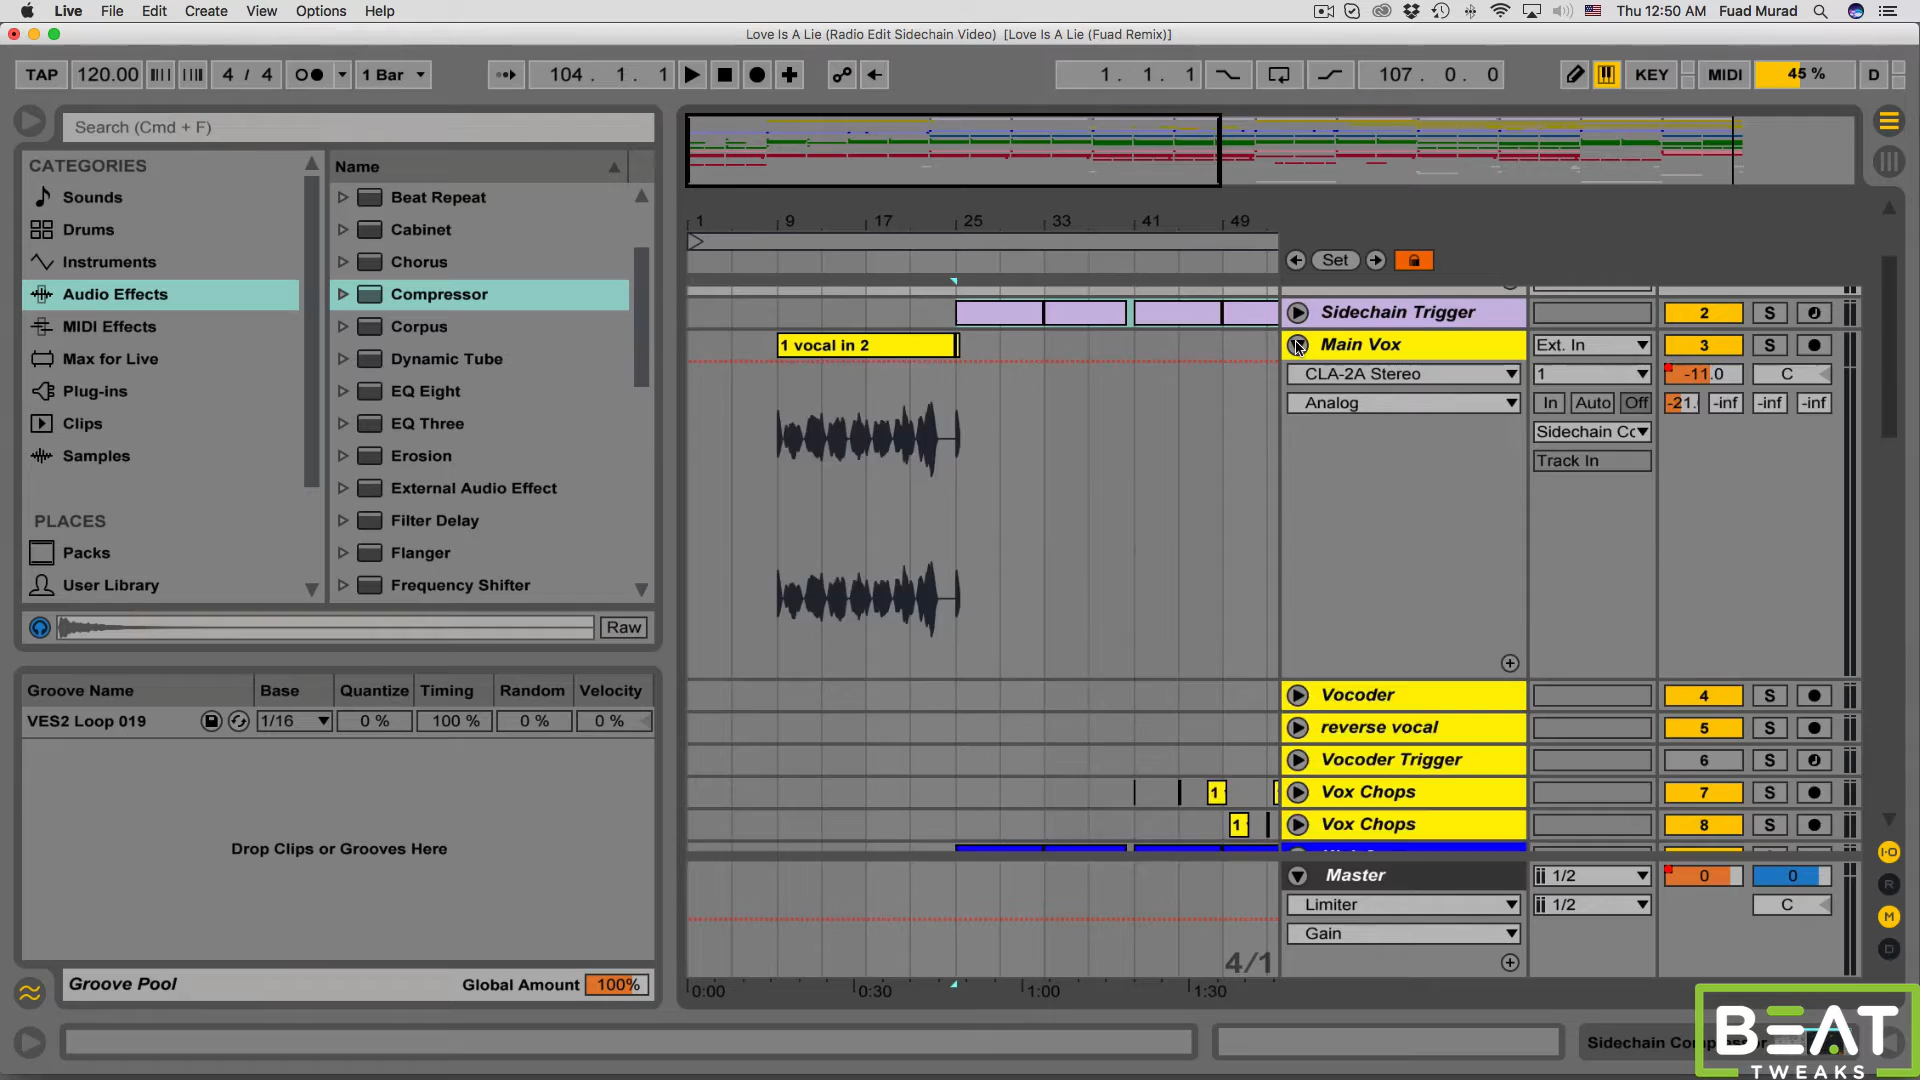 Live File Edit Create View Options Help Thu 12:50 AM Fuad Murad
Love Is A Lie (Radio Edit Sidechain Video) [Love Is A Lie (Fuad Remix)]
TAP 120.00 4 / 4 1 Bar 104 . 1 . 1 1 . 1 . 1 107 . 0 . 0 KEY MIDI 45 % D
Search (Cmd + F)
CATEGORIES
Sounds
Drums
Instruments
Audio Effects
MIDI Effects
Max for Live
Plug-ins
Clips
Samples
PLACES
Packs
User Library
Name
Beat Repeat
Cabinet
Chorus
Compressor
Corpus
Dynamic Tube
EQ Eight
EQ Three
Erosion
External Audio Effect
Filter Delay
Flanger
Frequency Shifter
Raw
Groove Name Base Quantize Timing Random Velocity
VES2 Loop 019 1/16 0 % 100 % 0 % 0 %
Drop Clips or Grooves Here
Groove Pool Global Amount 100%
1 9 17 25 33 41 49
Set
Sidechain Trigger 2 S
1 vocal in 2 Main Vox Ext. In 3 S
CLA-2A Stereo 1 -11.0 C
Analog In Auto Off -21. -inf -inf -inf
Sidechain Cc
Track In
Vocoder 4 S
reverse vocal 5 S
Vocoder Trigger 6 S
1 Vox Chops 7 S
1 Vox Chops 8 S
Master 1/2 0 0
Limiter 1/2 C
Gain
4/1
0:00 0:30 1:00 1:30
I·O
R
M
D
Sidechain Comp
BEAT
TWEAKS